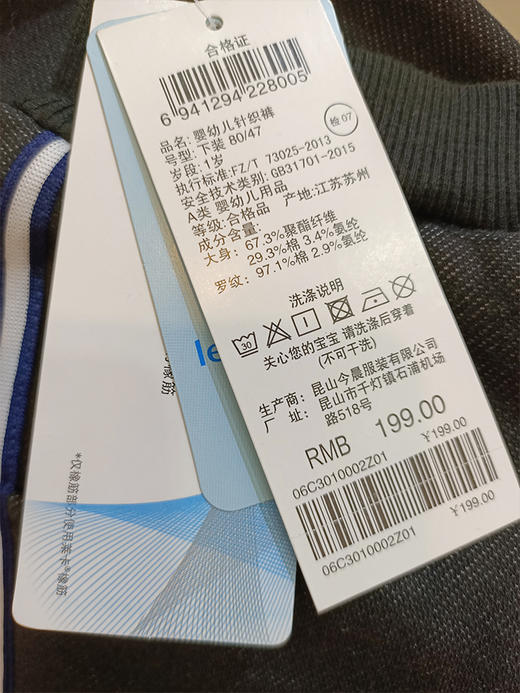 合格证
6 941294 228005
品名: 婴幼儿针织裤
号型: 下装 80/47
岁段: 1岁
检 07
执行标准:FZ/T 73025-2013
安全技术类别: GB31701-2015
A类 婴幼儿用品
等级:合格品 产地:江苏苏州
成分含量:
大身: 67.3%聚酯纤维
29.3%棉 3.4%氨纶
罗纹: 97.1%棉 2.9%氨纶
洗涤说明
30
关心您的宝宝 请洗涤后穿着
(不可干洗)
生产商: 昆山今晨服装有限公司
厂 址: 昆山市千灯镇石浦机场
路518号
RMB 199.00
¥199.00
06C3010002Z01
¥199.00
06C3010002Z01
le
橡筋
*仅橡筋部分使用莱卡®橡筋